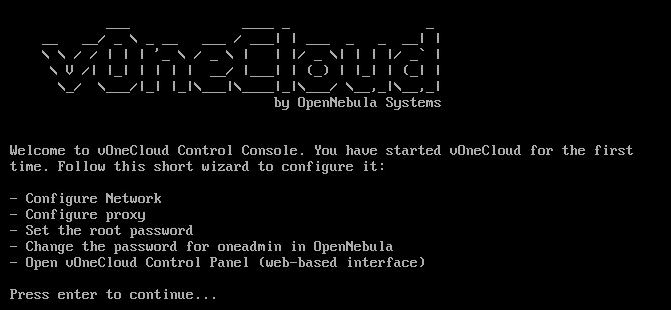 vOneCloud
by OpenNebula Systems
Welcome to vOneCloud Control Console. You have started vOneCloud for the first
time. Follow this short wizard to configure it:
- Configure Network
- Configure proxy
- Set the root password
- Change the password for oneadmin in OpenNebula
- Open vOneCloud Control Panel (web-based interface)
Press enter to continue...